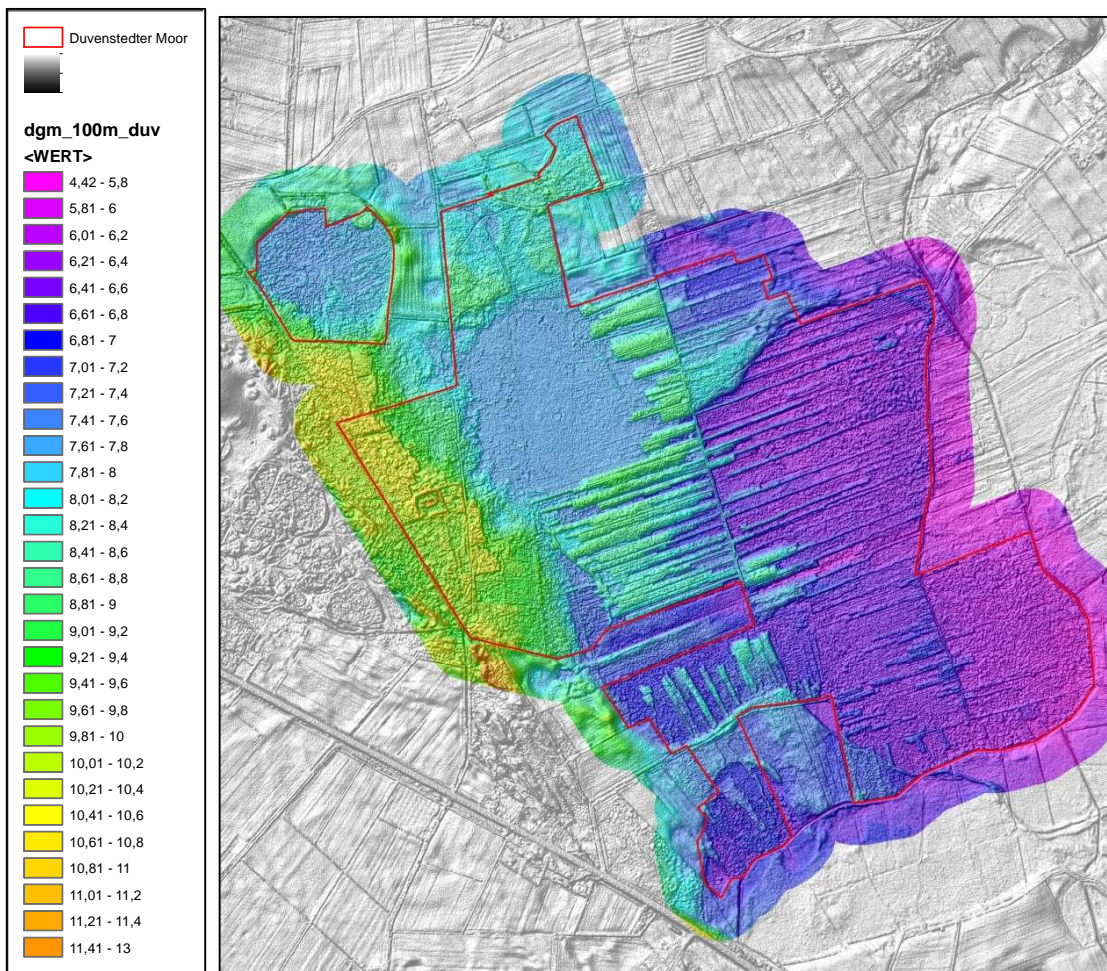 Duvenstedter Moor
dgm_100m_duv
<WERT>
4,42 - 5,8
5,81 - 6
6,01 - 6,2
6,21 - 6,4
6,41 - 6,6
6,61 - 6,8
6,81 - 7
7,01 - 7,2
7,21 - 7,4
7,41 - 7,6
7,61 - 7,8
7,81 - 8
8,01 - 8,2
8,21 - 8,4
8,41 - 8,6
8,61 - 8,8
8,81 - 9
9,01 - 9,2
9,21 - 9,4
9,41 - 9,6
9,61 - 9,8
9,81 - 10
10,01 - 10,2
10,21 - 10,4
10,41 - 10,6
10,61 - 10,8
10,81 - 11
11,01 - 11,2
11,21 - 11,4
11,41 - 13